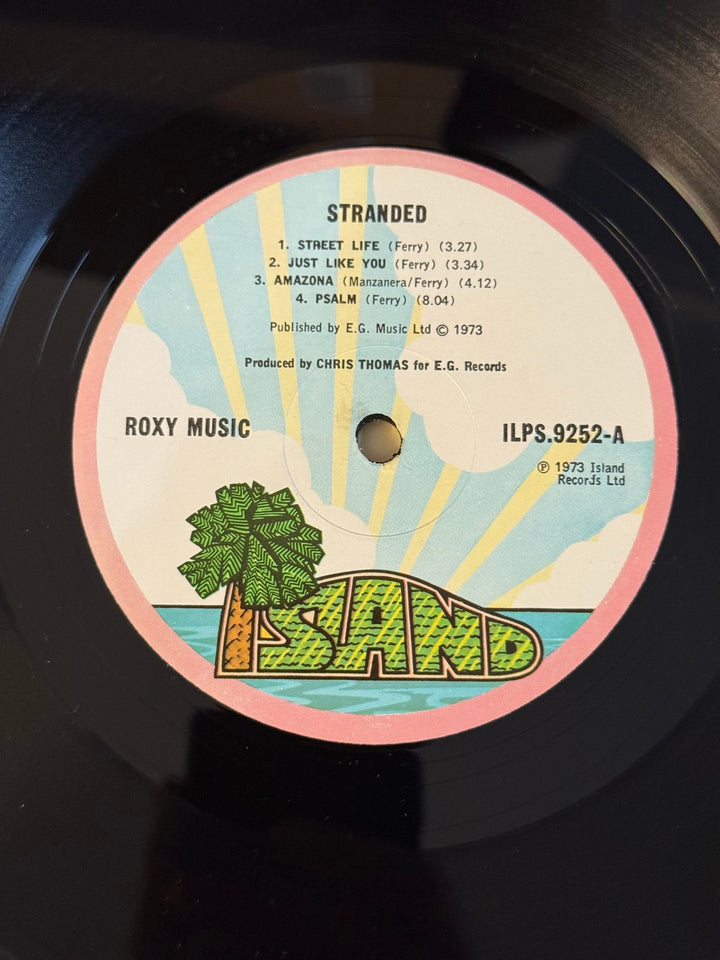 STRANDED
1. STREET LIFE (Ferry) (3.27)
2. JUST LIKE YOU (Ferry) (3.34)
3. AMAZONA (Manzanera/Ferry) (4.12)
4. PSALM (Ferry) (8.04)
Published by E.G. Music Ltd © 1973
Produced by CHRIS THOMAS for E.G. Records
ROXY MUSIC
ILPS.9252-A
℗ 1973 Island
Records Ltd
ISLAND